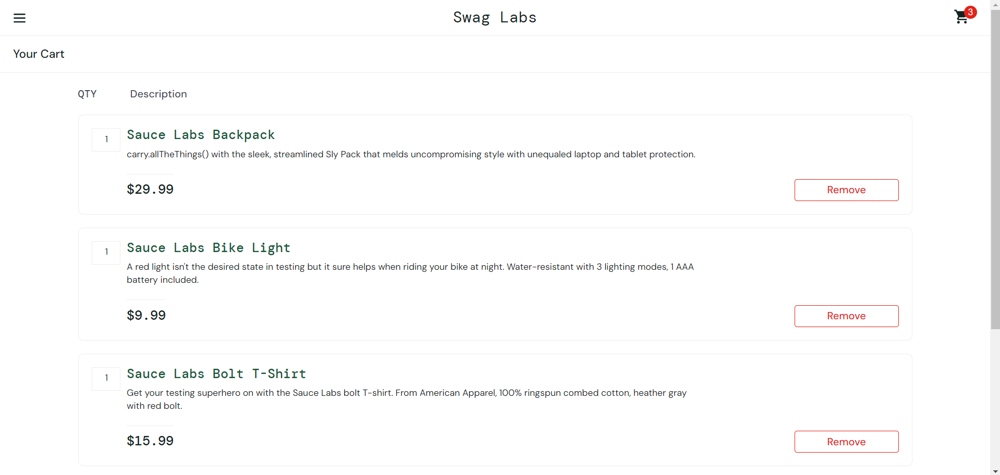 Swag Labs
3
Your Cart
QTY Description
1
Sauce Labs Backpack
carry.allTheThings() with the sleek, streamlined Sly Pack that melds uncompromising style with unequaled laptop and tablet protection.
$29.99
Remove
1
Sauce Labs Bike Light
A red light isn't the desired state in testing but it sure helps when riding your bike at night. Water-resistant with 3 lighting modes, 1 AAA
battery included.
$9.99
Remove
1
Sauce Labs Bolt T-Shirt
Get your testing superhero on with the Sauce Labs bolt T-shirt. From American Apparel, 100% ringspun combed cotton, heather gray
with red bolt.
$15.99
Remove